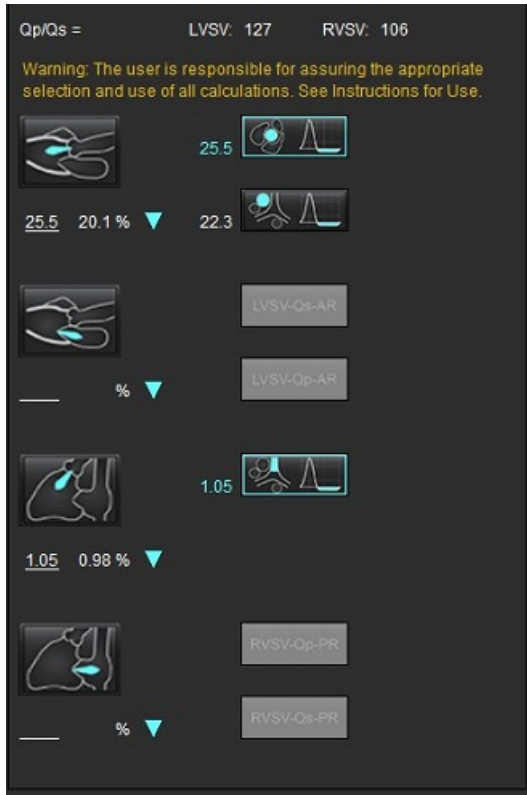 Qp/Qs = LVSV: 127 RVSV: 106
Warning: The user is responsible for assuring the appropriate
selection and use of all calculations. See Instructions for Use.
25.5
25.5 20.1 % 22.3
LVSV-Qs-AR
LVSV-Qp-AR
%
1.05
1.05 0.98 %
RVSV-Qp-PR
RVSV-Qs-PR
%